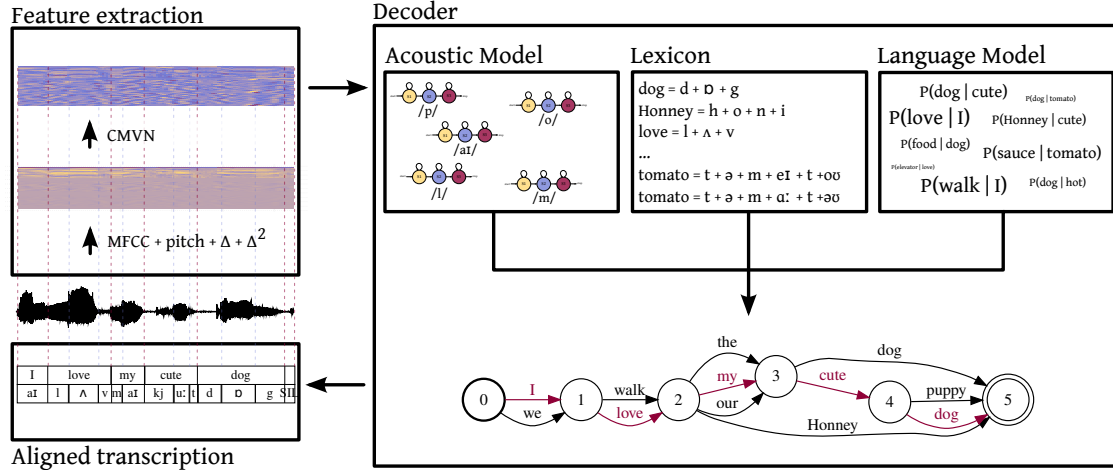 Feature extraction
CMVN
MFCC + pitch + Δ + Δ²
I love my cute dog
aɪ l ʌ v m aɪ kj uː t d ɒ g SIL
Aligned transcription
Decoder
Acoustic Model
/p/
/o/
/aɪ/
/l/
/m/
Lexicon
dog = d + ɒ + g
Honney = h + o + n + i
love = l + ʌ + v
...
tomato = t + ə + m + eɪ + t +oʊ
tomato = t + ə + m + ɑː + t +əʊ
Language Model
P(dog | cute)
P(dog | tomato)
P(love | I)
P(Honney | cute)
P(food | dog)
P(sauce | tomato)
P(elevator | love)
P(walk | I)
P(dog | hot)
the
dog
I
walk
my
3
cute
puppy
0
1
2
4
5
we
love
our
dog
Honney